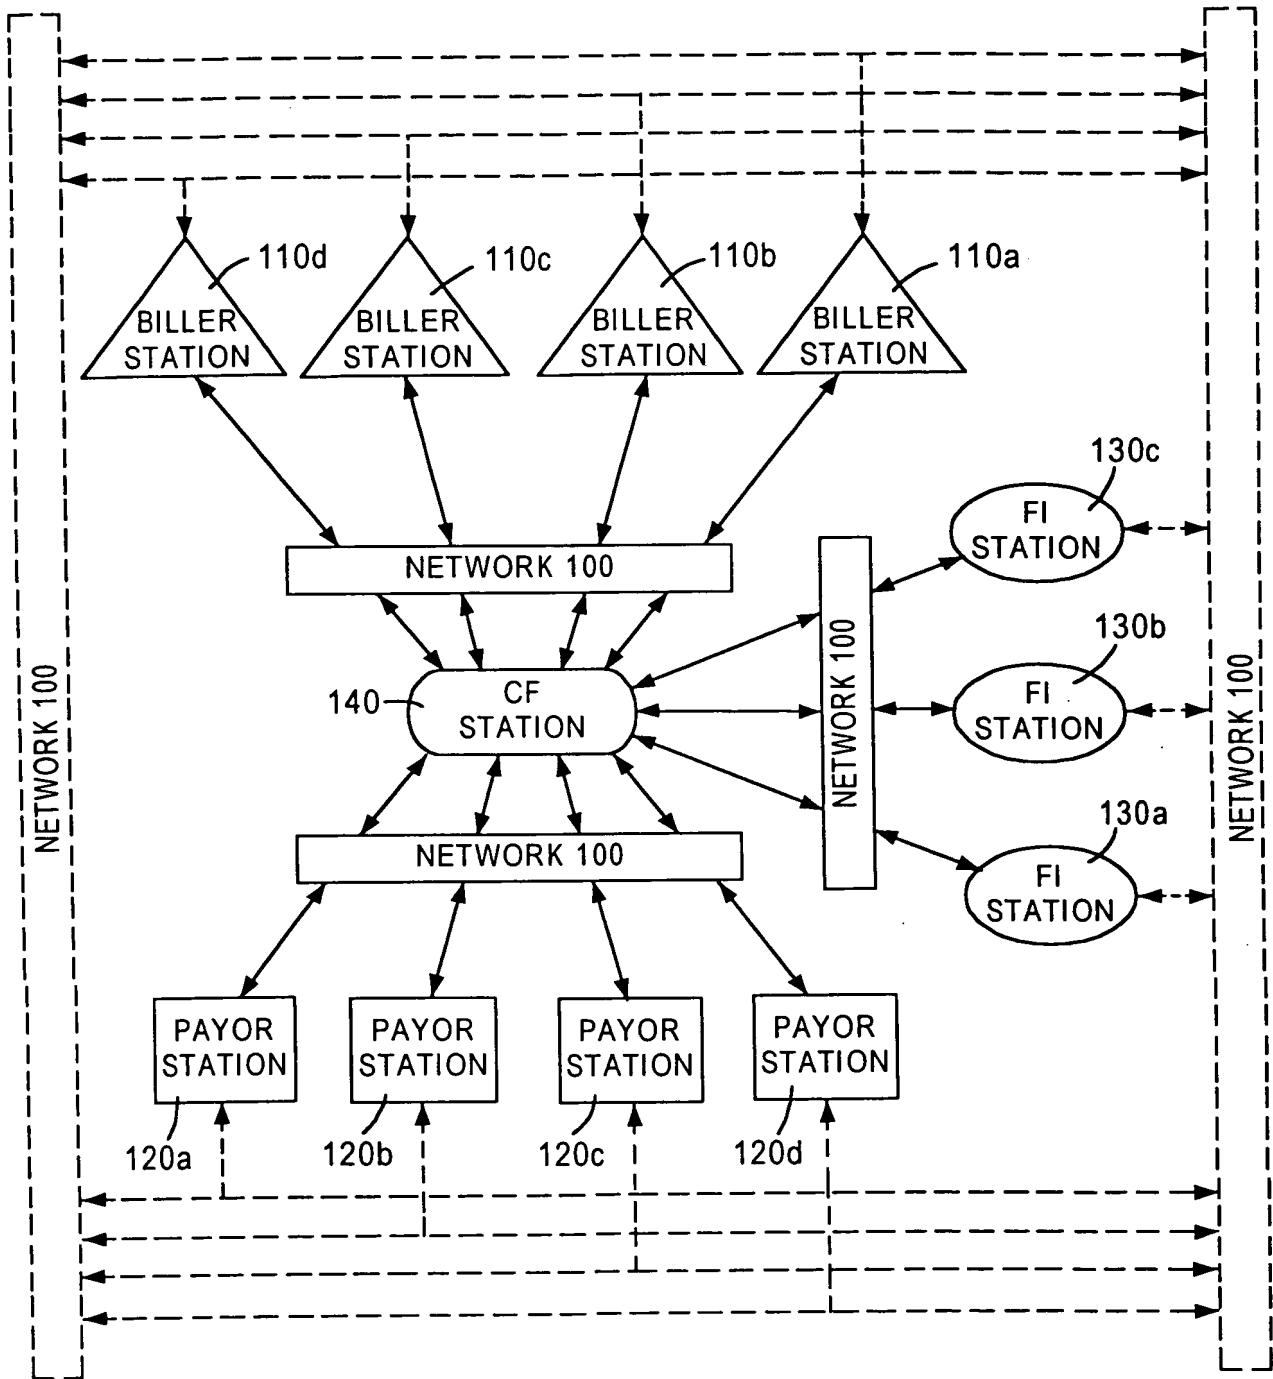 110d
110c
110b
110a
BILLER
STATION
BILLER
STATION
BILLER
STATION
BILLER
STATION
130c
FI
STATION
NETWORK 100
130b
FI
STATION
140
CF
STATION
NETWORK 100
NETWORK 100
NETWORK 100
130a
FI
STATION
NETWORK 100
PAYOR
STATION
PAYOR
STATION
PAYOR
STATION
PAYOR
STATION
120a
120b
120c
120d